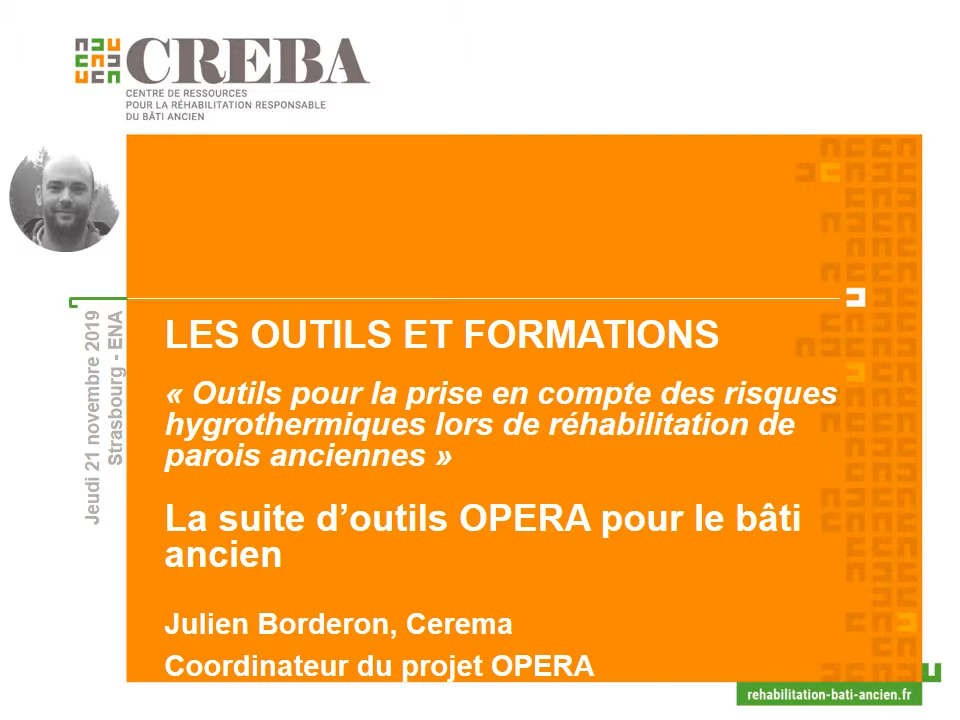 CREBA
CENTRE DE RESSOURCES
POUR LA RÉHABILITATION RESPONSABLE
DU BÂTI ANCIEN
Jeudi 21 novembre 2019
Strasbourg - ENA
LES OUTILS ET FORMATIONS
« Outils pour la prise en compte des risques
hygrothermiques lors de réhabilitation de
parois anciennes »
La suite d’outils OPERA pour le bâti
ancien
Julien Borderon, Cerema
Coordinateur du projet OPERA
rehabilitation-bati-ancien.fr